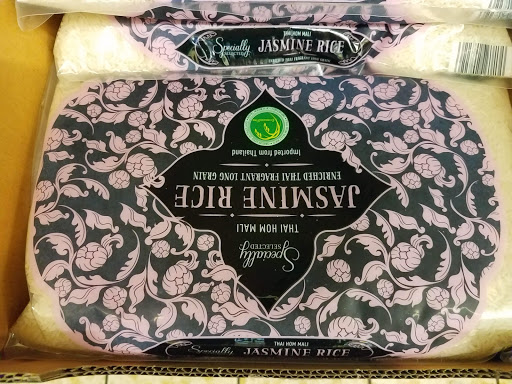 Specially
SELECTED
THAI HOM MALI
JASMINE RICE
Specially
SELECTED
THAI HOM MALI
JASMINE RICE
ENRICHED THAI FRAGRANT LONG GRAIN
Imported from Thailand
Specially
THAI HOM MALI
JASMINE RICE